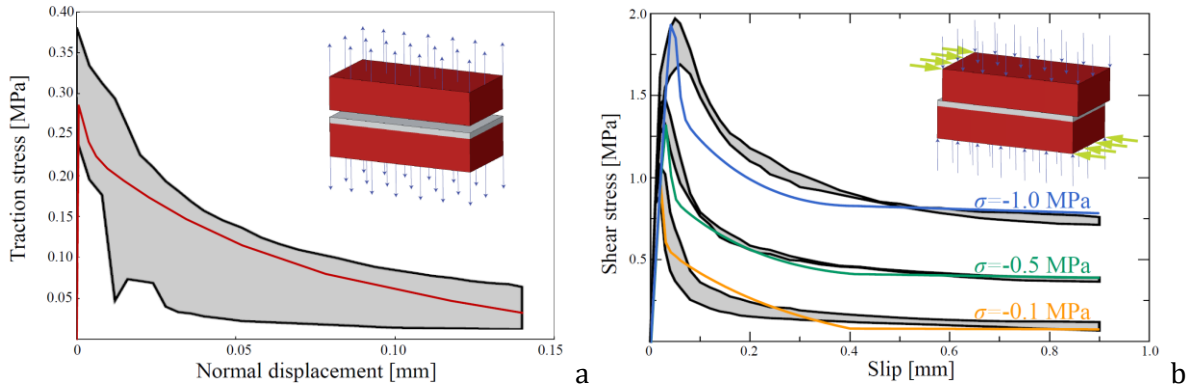 0.40
0.35
0.30
0.25
0.20
0.15
0.10
0.05
Traction stress [MPa]
0 0.05 0.10 0.15
Normal displacement [mm]
a
2.0
1.5
1.0
0.5
Shear stress [MPa]
σ=-1.0 MPa
σ=-0.5 MPa
σ=-0.1 MPa
0 0.2 0.4 0.6 0.8 1.0
Slip [mm]
b